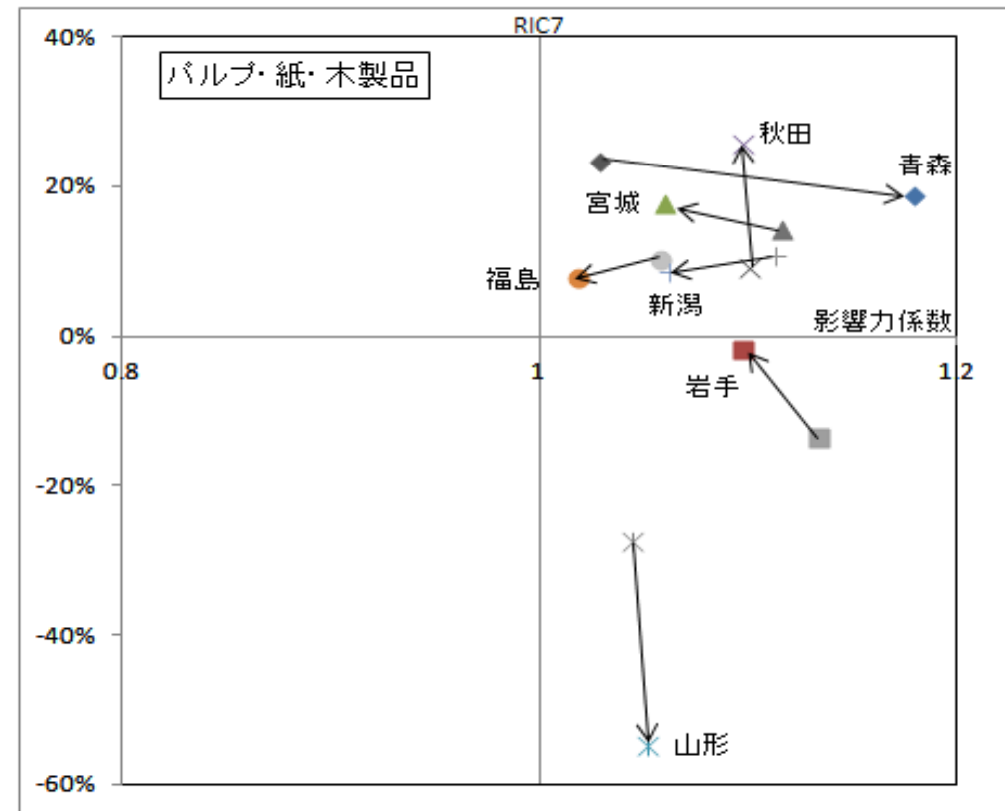 RIC7
40%
パルプ・紙・木製品
秋田
青森
20%
宮城
福島
新潟
影響力係数
0%
0.8
1
1.2
岩手
-20%
-40%
山形
-60%